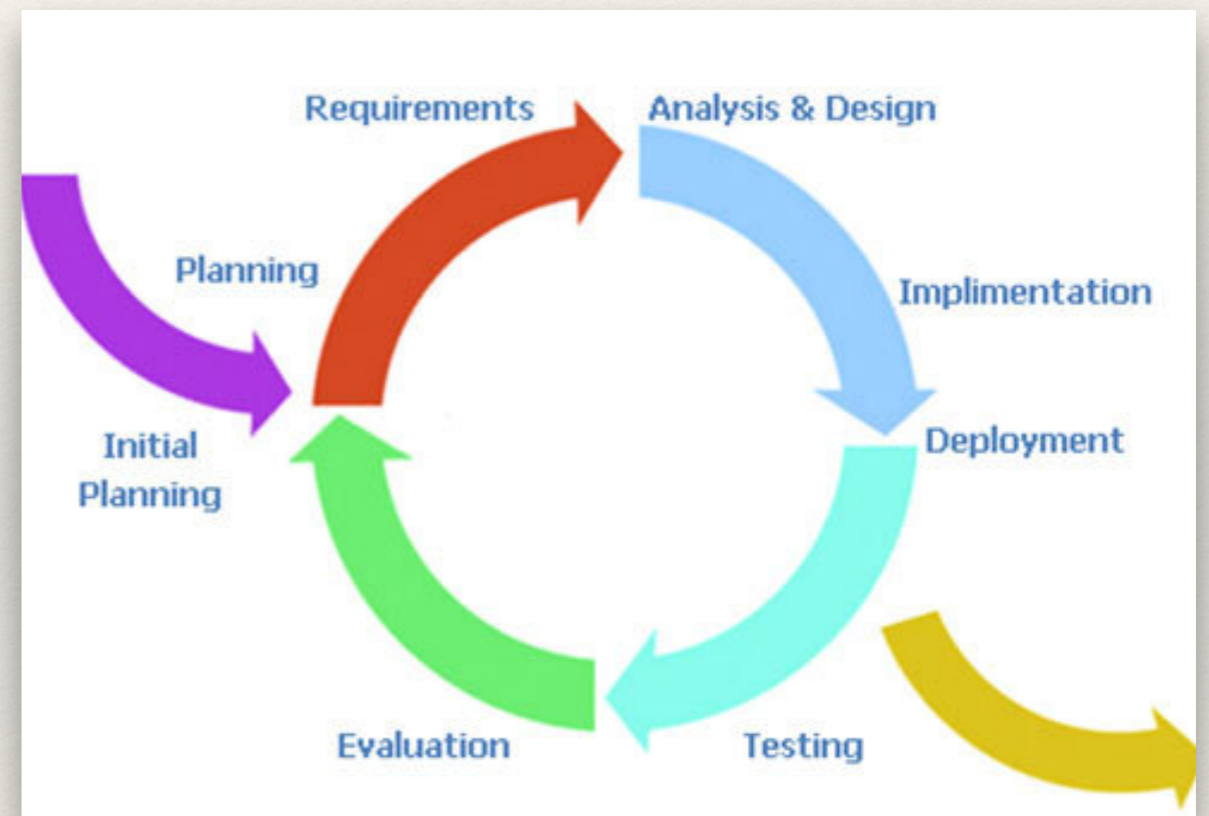 Requirements
Analysis & Design
Planning
Implimentation
Initial
Planning
Deployment
Evaluation
Testing